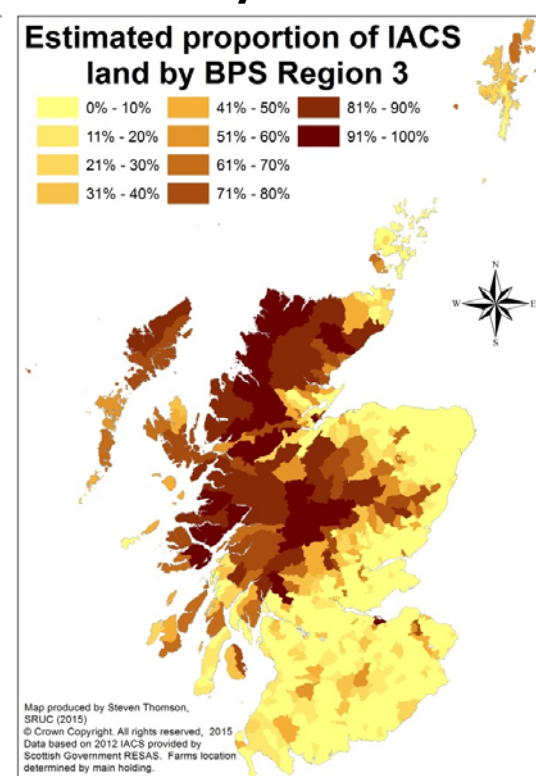 Estimated proportion of IACS
land by BPS Region 3
0% - 10%
11% - 20%
21% - 30%
31% - 40%
41% - 50%
51% - 60%
61% - 70%
71% - 80%
81% - 90%
91% - 100%
N
W
E
S
Map produced by Steven Thomson,
SRUC (2015)
© Crown Copyright. All rights reserved, 2015
Data based on 2012 IACS provided by
Scottish Government RESAS. Farms location
determined by main holding.